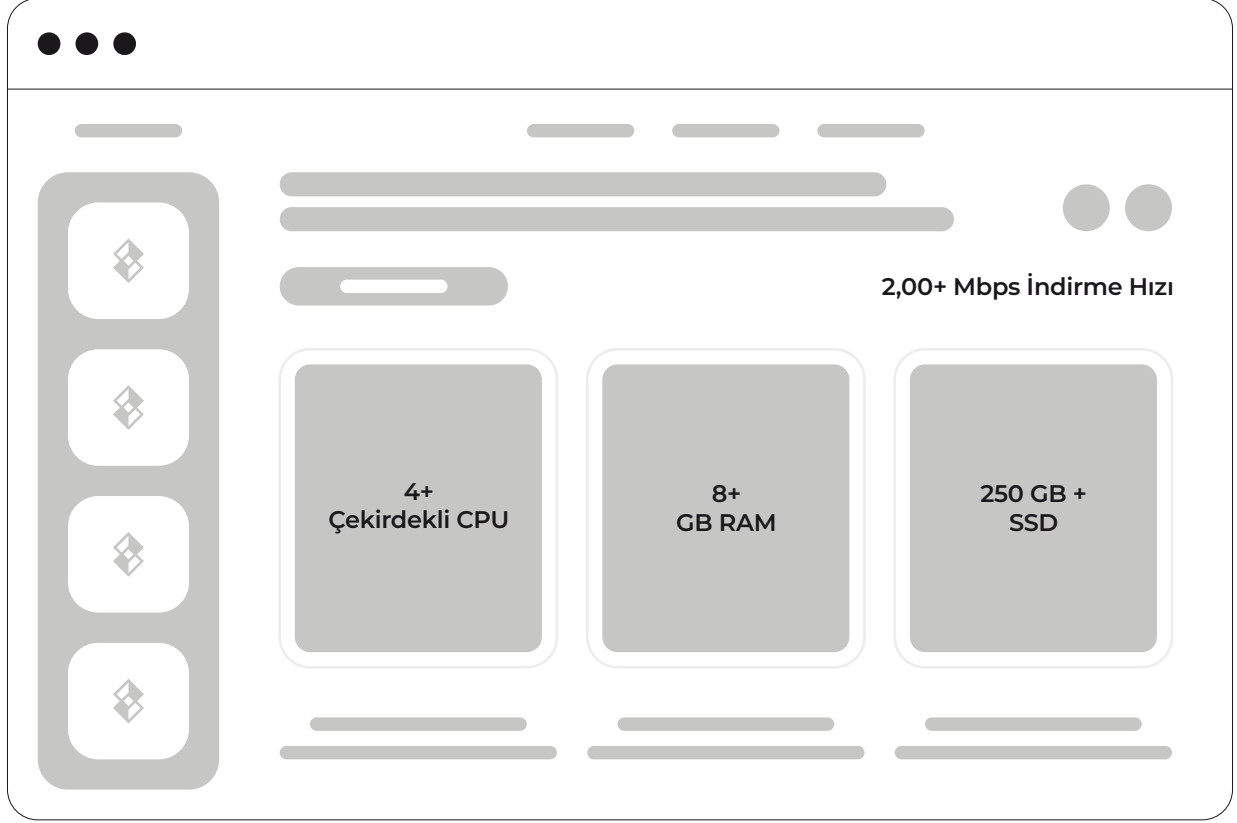 2,00+ Mbps İndirme Hızı
4+
Çekirdekli CPU
8+
GB RAM
250 GB +
SSD